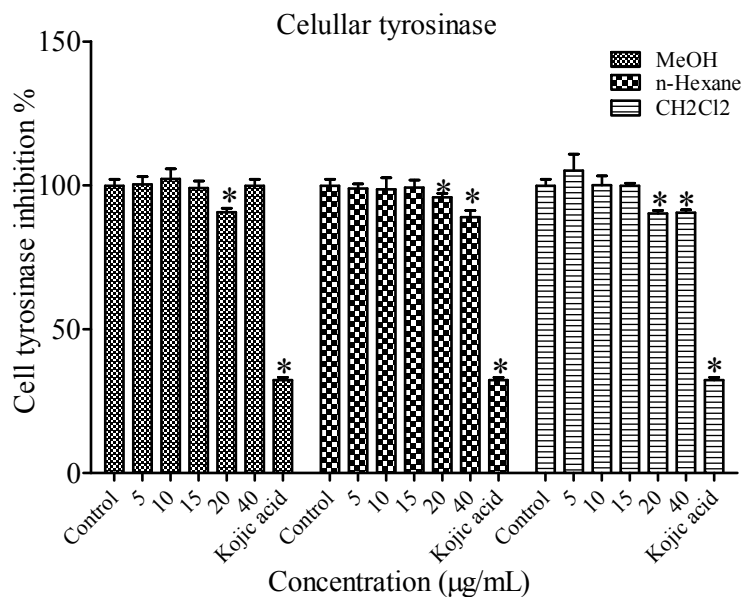 Celullar tyrosinase
MeOH
n-Hexane
CH2Cl2
Cell tyrosinase inhibition %
150
100
50
0
* * * * * * * *
Control 5 10 15 20 40 Kojic acid Control 5 10 15 20 40 Kojic acid Control 5 10 15 20 40 Kojic acid
Concentration (μg/mL)